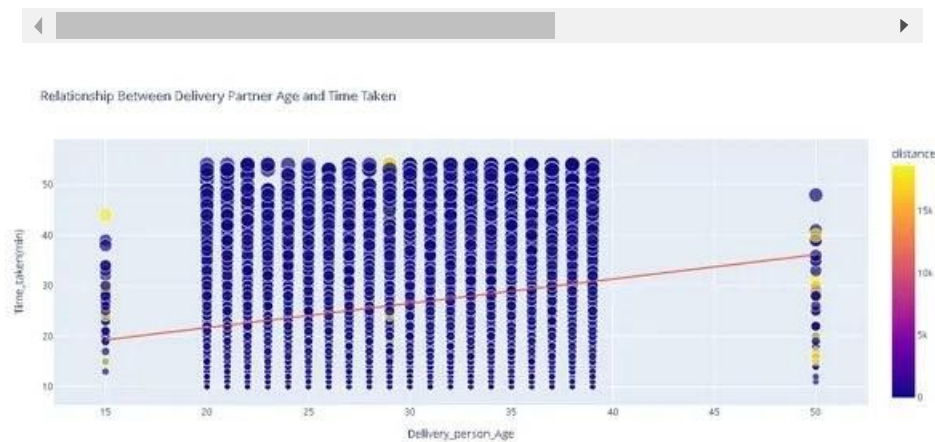 Relationship Between Delivery Partner Age and Time Taken
distance
50
40
30
20
10
Time_taken(min)
15k
10k
5k
0
15
20
25
30
35
40
45
50
Delivery_person_Age